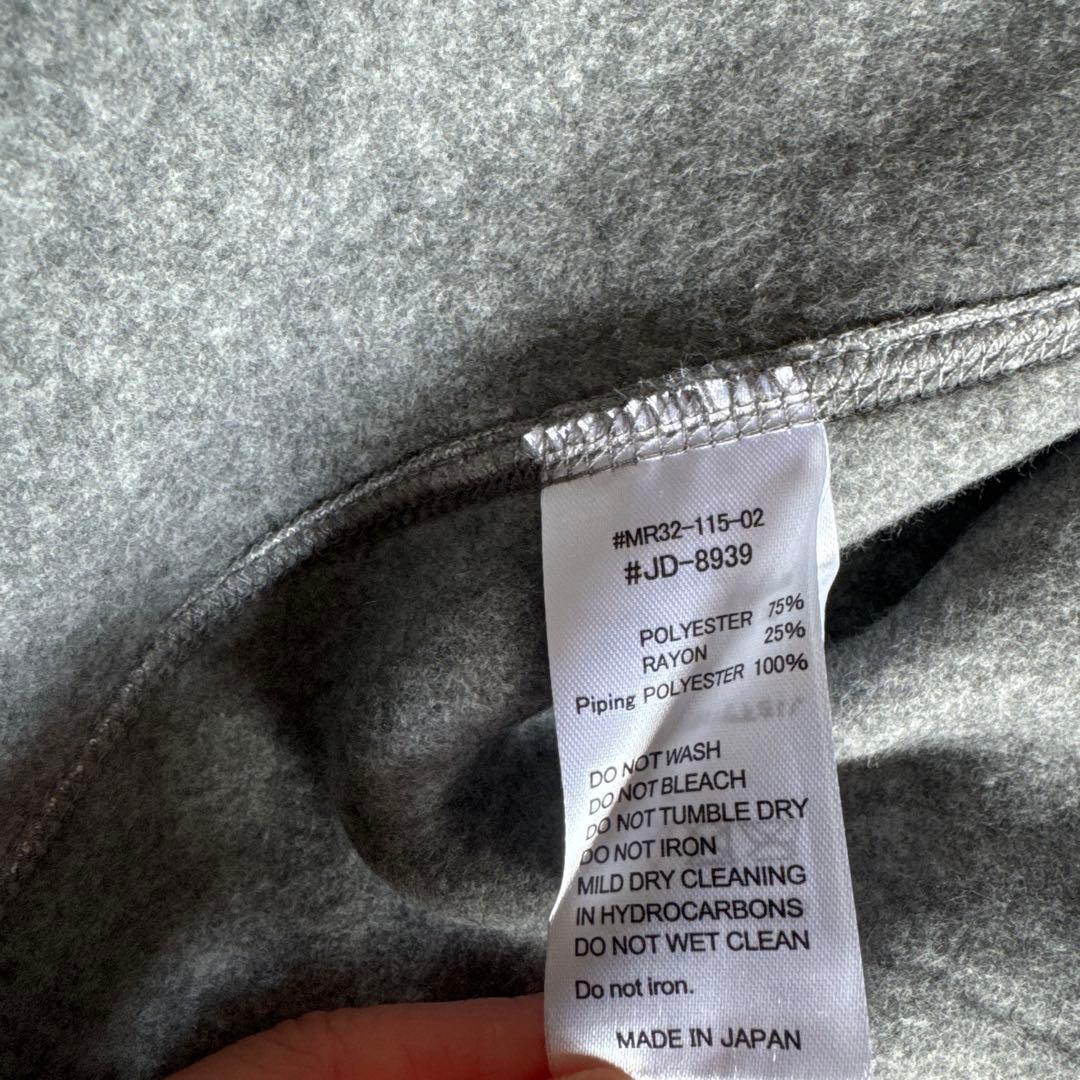 #MR32-115-02
#JD-8939
POLYESTER 75%
RAYON 25%
Piping POLYESTER 100%
DO NOT WASH
DO NOT BLEACH
DO NOT TUMBLE DRY
DO NOT IRON
MILD DRY CLEANING
IN HYDROCARBONS
DO NOT WET CLEAN
Do not iron.
MADE IN JAPAN